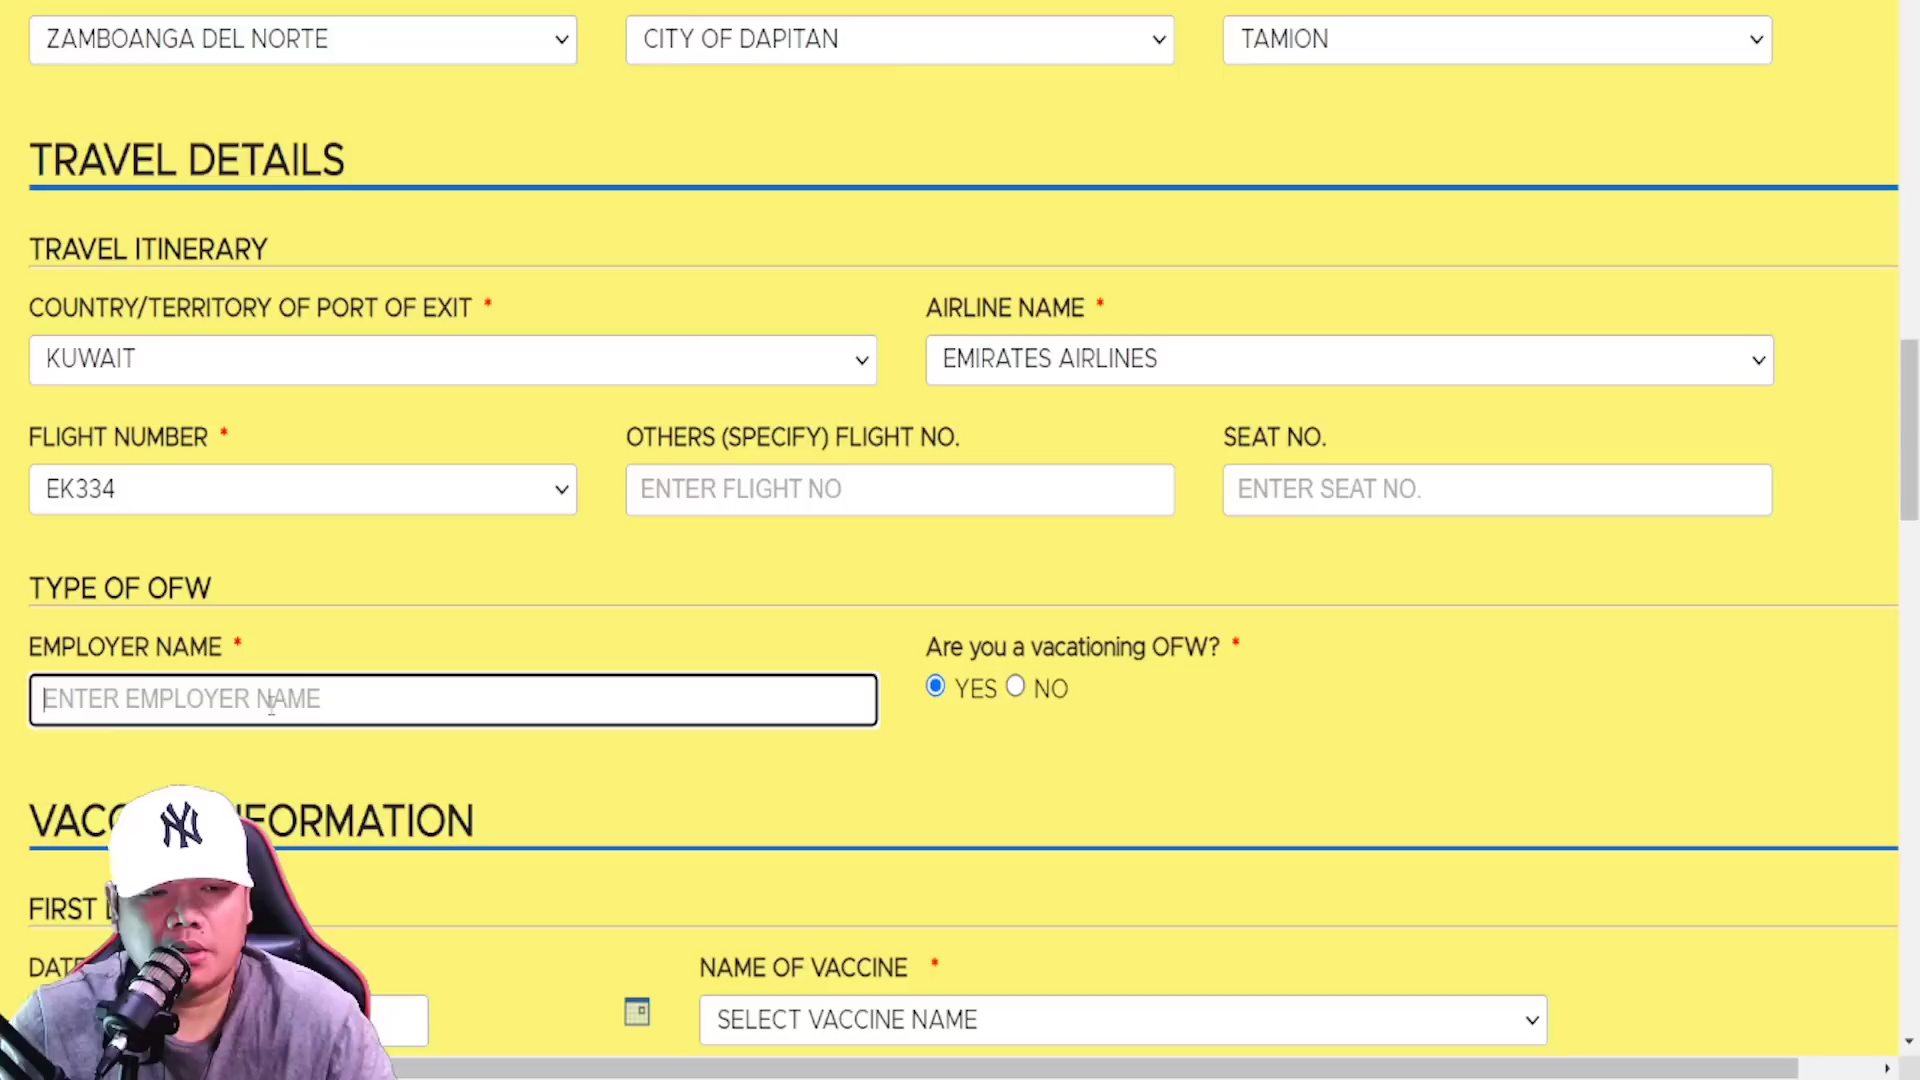 ZAMBOANGA DEL NORTE CITY OF DAPITAN TAMION
TRAVEL DETAILS
TRAVEL ITINERARY
COUNTRY/TERRITORY OF PORT OF EXIT * AIRLINE NAME *
KUWAIT EMIRATES AIRLINES
FLIGHT NUMBER * OTHERS (SPECIFY) FLIGHT NO. SEAT NO.
EK334 ENTER FLIGHT NO ENTER SEAT NO.
TYPE OF OFW
EMPLOYER NAME * Are you a vacationing OFW? *
ENTER EMPLOYER NAME YES NO
NY
FIRST
NAME OF VACCINE *
SELECT VACCINE NAME